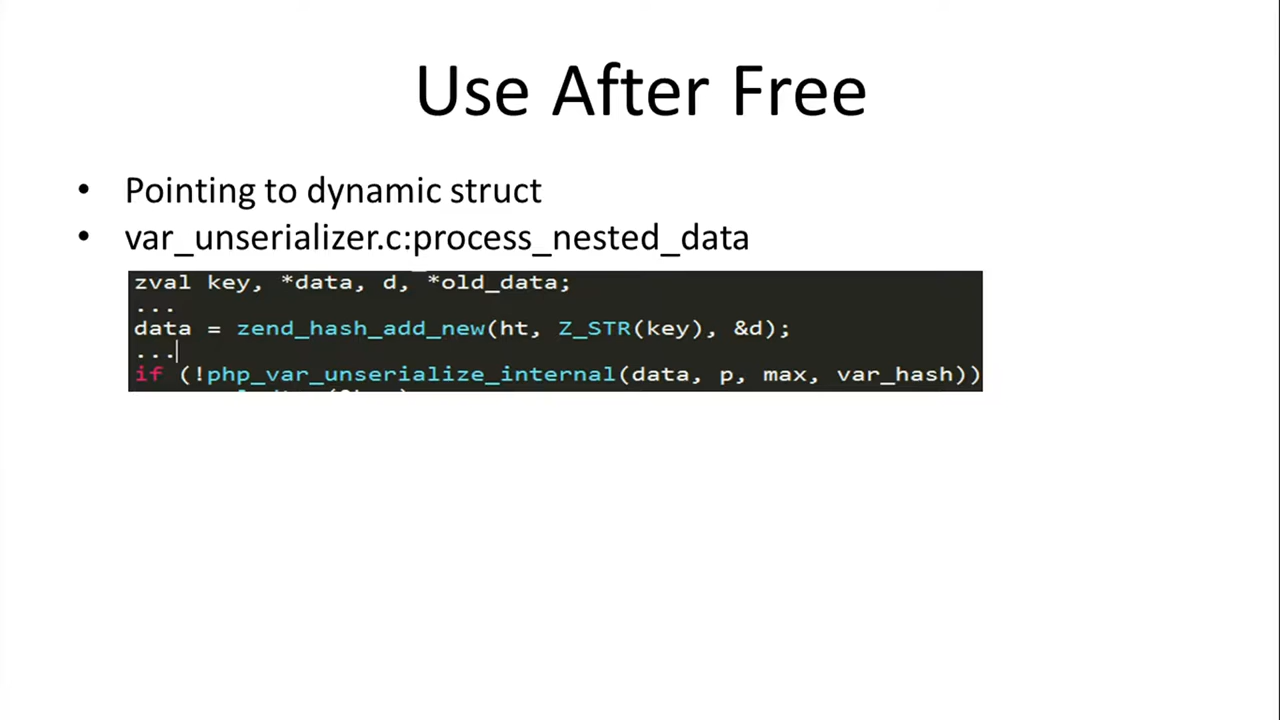 Use After Free
• Pointing to dynamic struct
• var_unserializer.c:process_nested_data
zval key, *data, d, *old_data;
...
data = zend_hash_add_new(ht, Z_STR(key), &d);
...
if (!php_var_unserialize_internal(data, p, max, var_hash))